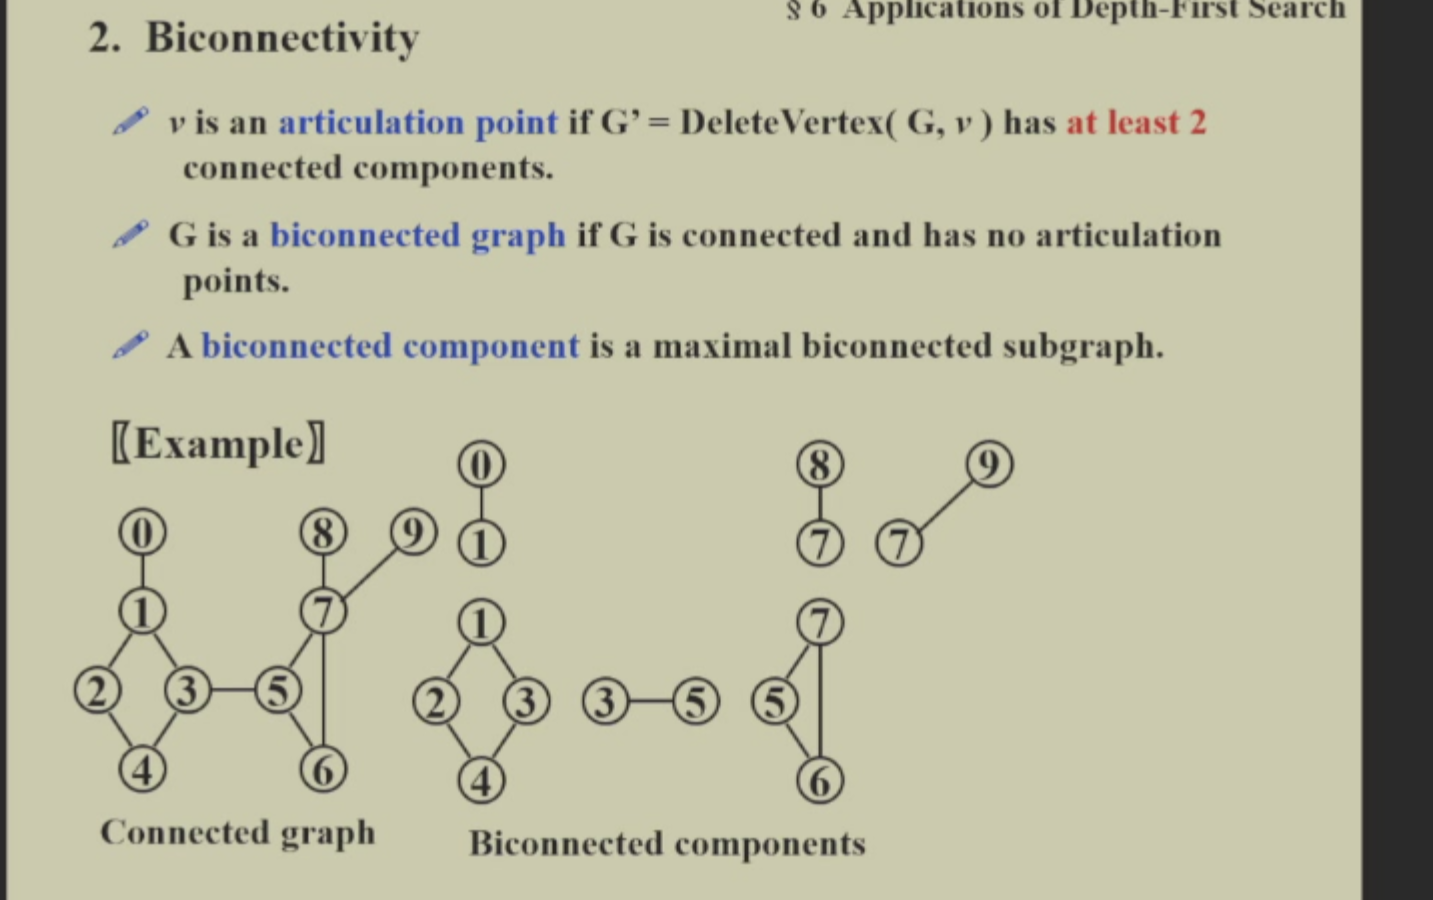 § 6 Applications of Depth-First Search
2. Biconnectivity
v is an articulation point if G’ = DeleteVertex( G, v ) has at least 2
connected components.
G is a biconnected graph if G is connected and has no articulation
points.
A biconnected component is a maximal biconnected subgraph.
〖Example〗
0 8 9
1 7
2 3 5
4 6
Connected graph
0 8 9
1 7 7
1 7
2 3 3 5 5
4 6
Biconnected components